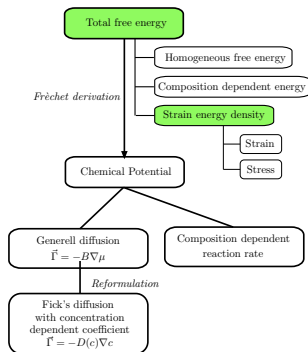 Total free energy
Homogeneous free energy
Composition dependent energy
Frèchet derivation
Strain energy density
Strain
Stress
Chemical Potential
Generell diffusion
Γ⃗ = −B∇μ
Composition dependent
reaction rate
Reformulation
Fick's diffusion
with concentration
dependent coefficient
Γ⃗ = −D(c)∇c